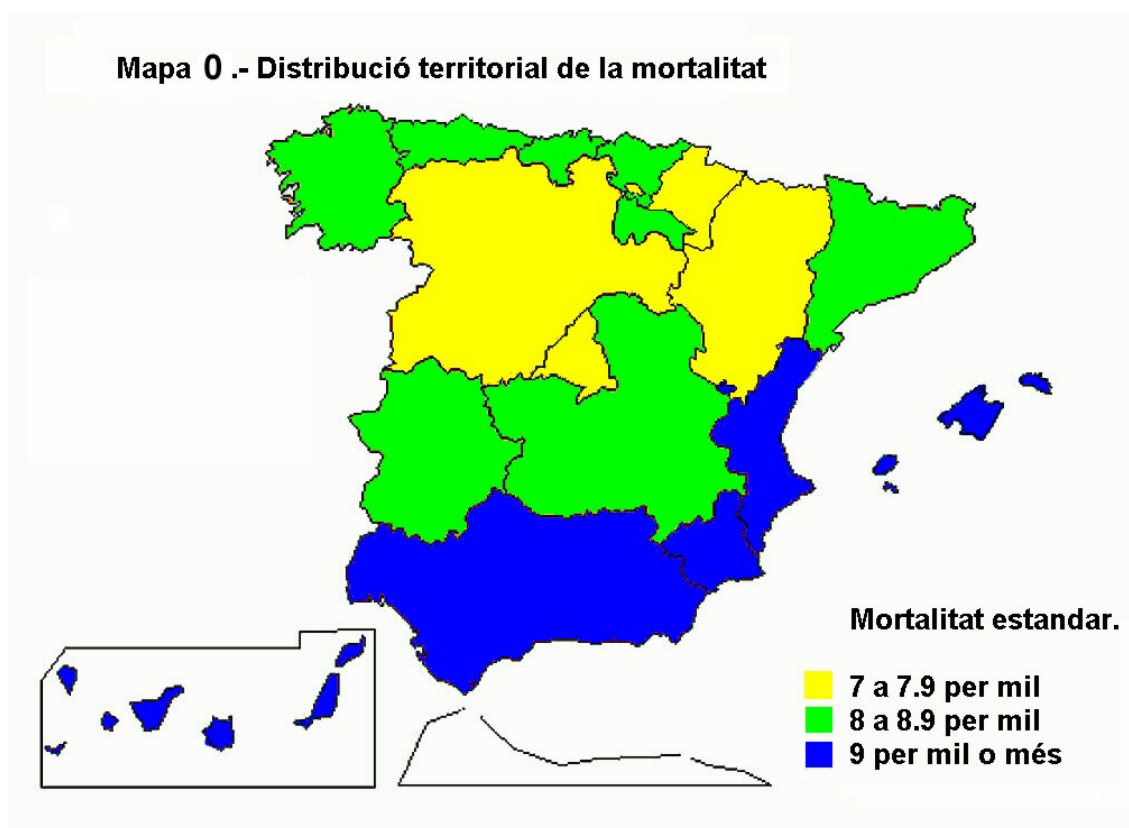 Mapa 0 .- Distribució territorial de la mortalitat
Mortalitat estandar.
7 a 7.9 per mil
8 a 8.9 per mil
9 per mil o més